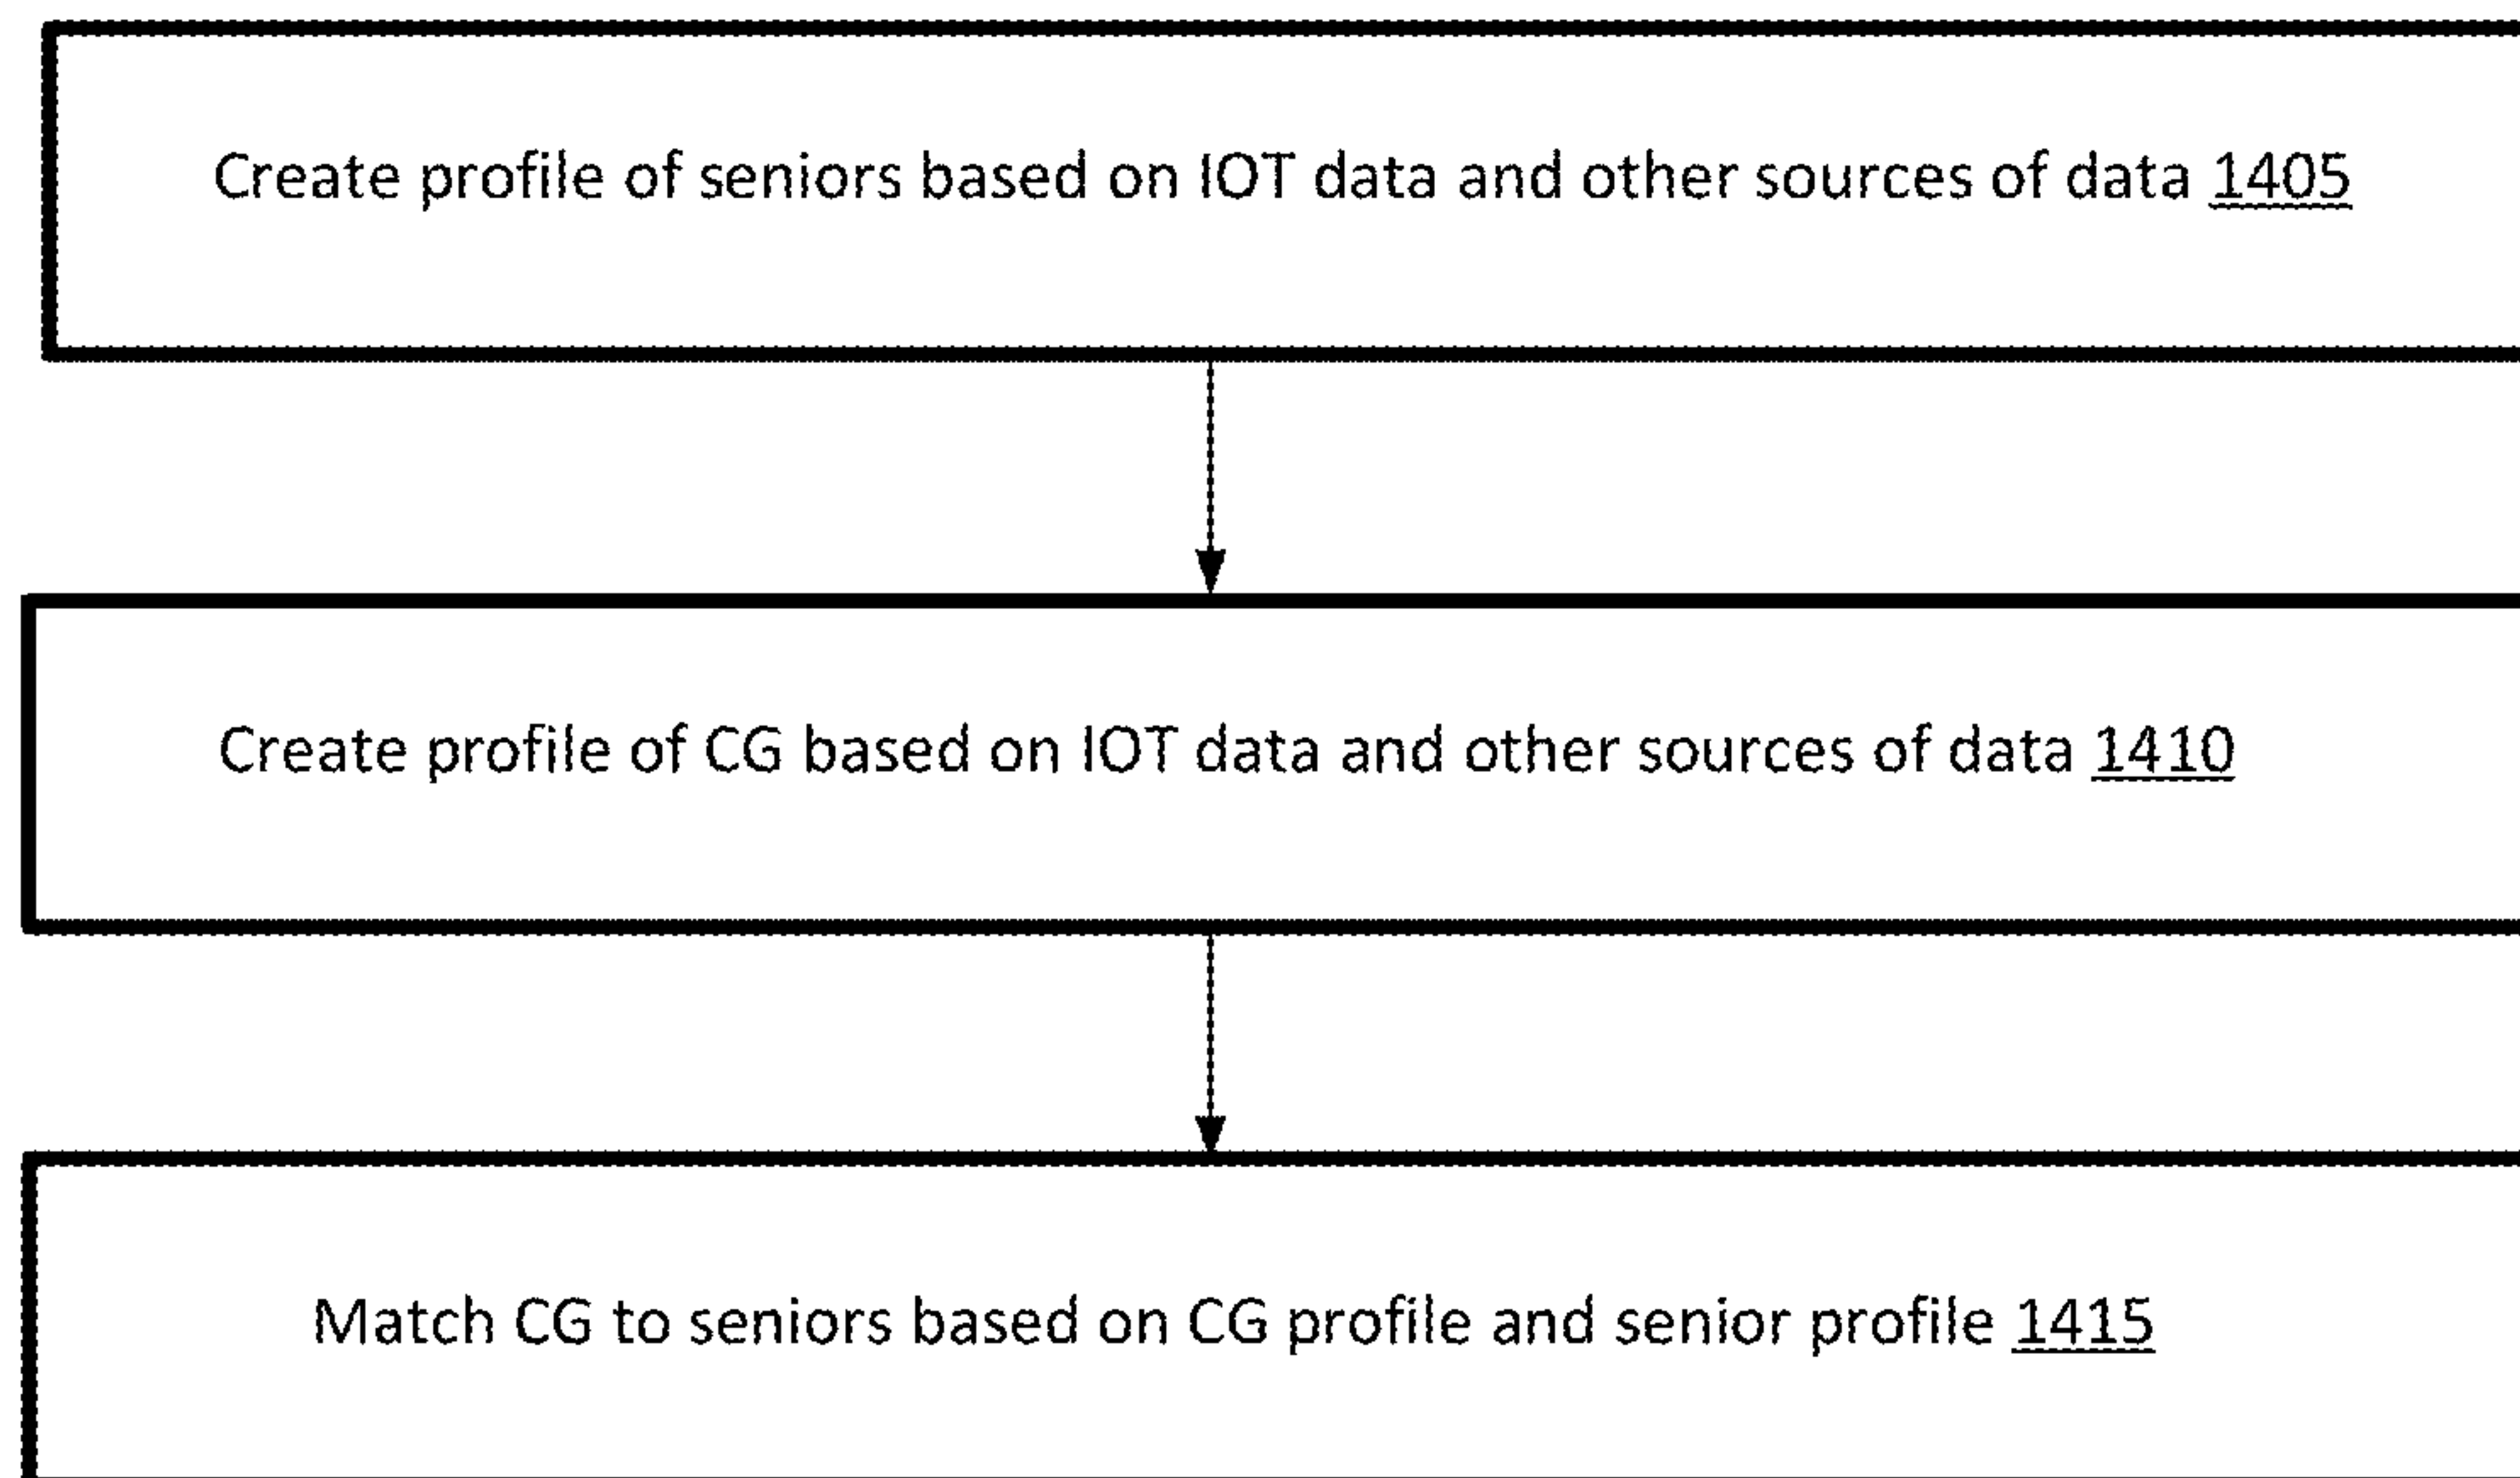 Create profile of seniors based on IOT data and other sources of data 1405
Create profile of CG based on IOT data and other sources of data 1410
Match CG to seniors based on CG profile and senior profile 1415